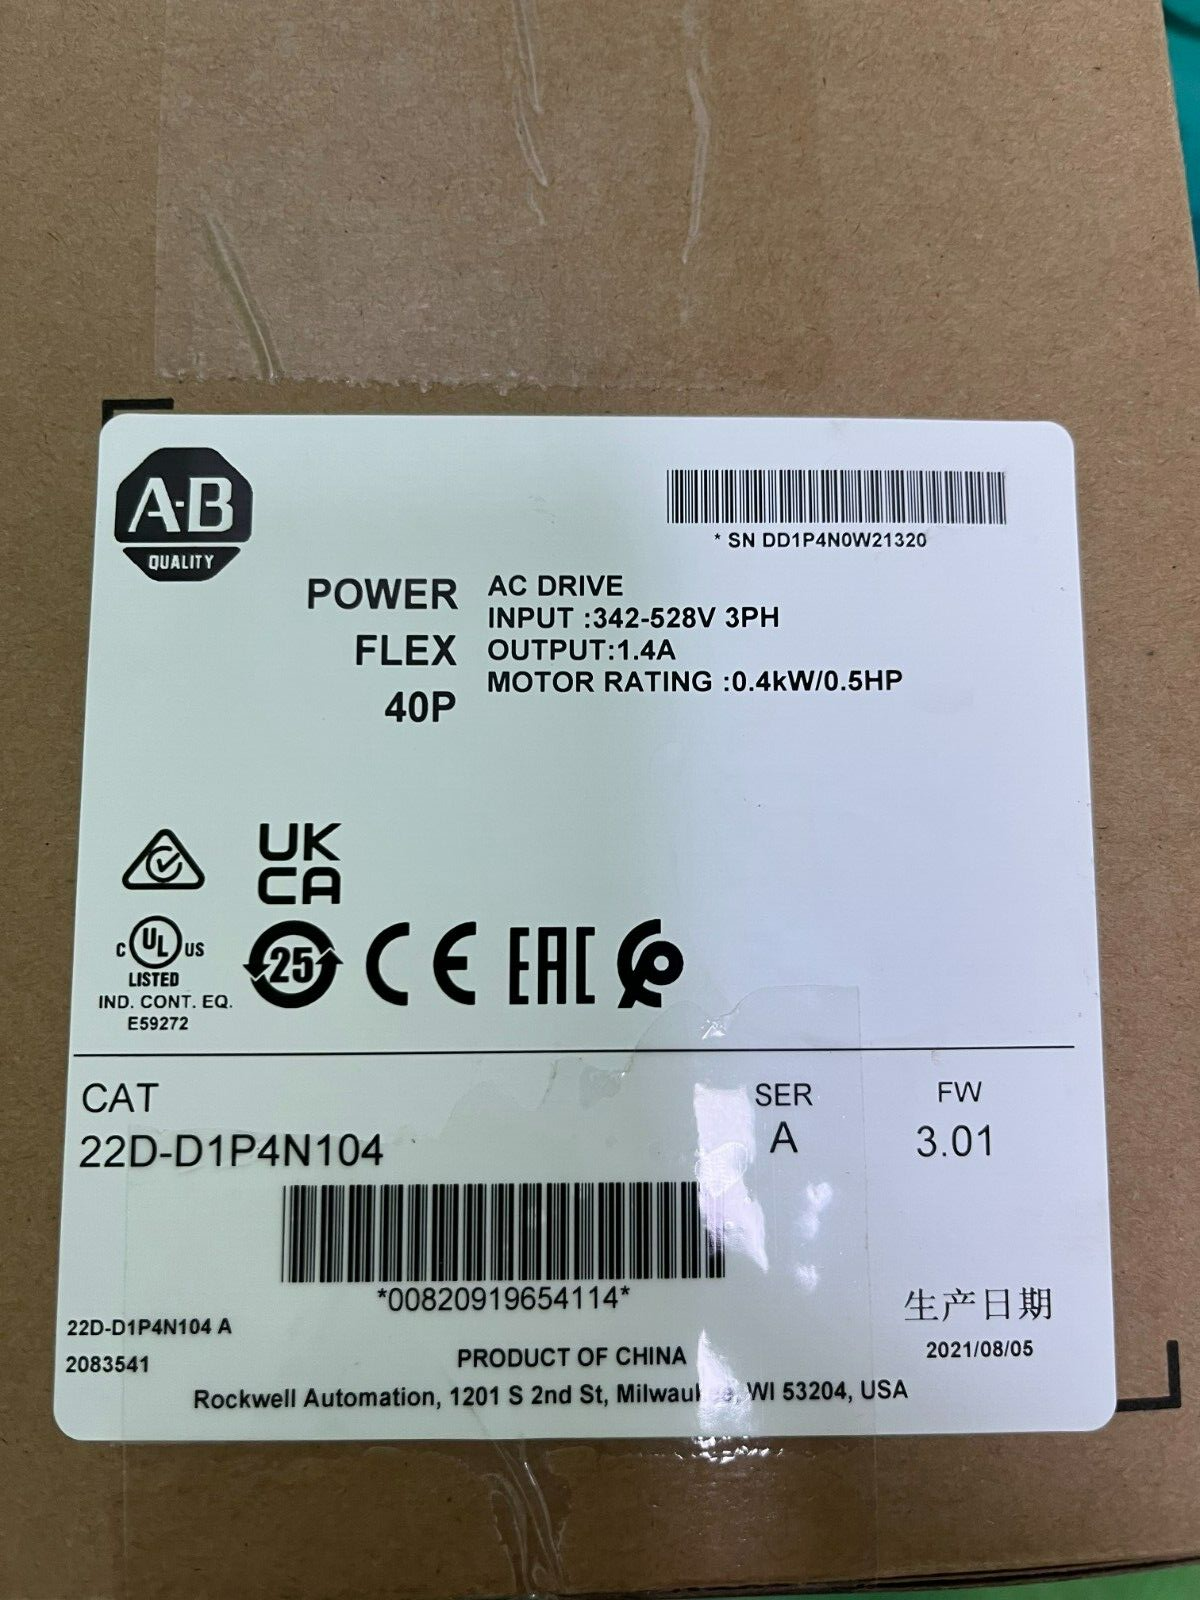 A-B
QUALITY
* SN DD1P4N0W21320
POWER
FLEX
40P
AC DRIVE
INPUT :342-528V 3PH
OUTPUT:1.4A
MOTOR RATING :0.4kW/0.5HP
UK
CA
C UL US
LISTED
IND. CONT. EQ.
E59272
25
CE
EAC
CAT
22D-D1P4N104
SER
A
FW
3.01
*00820919654114*
22D-D1P4N104 A
2083541
生产日期
2021/08/05
PRODUCT OF CHINA
Rockwell Automation, 1201 S 2nd St, Milwaukee, WI 53204, USA